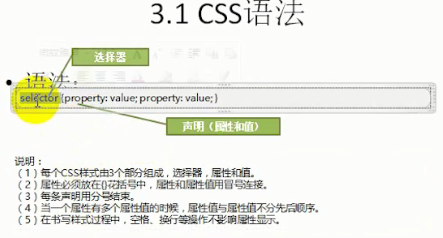 3.1 CSS语法
选择器
• 语法：
selector {property: value; property: value; }
声明（属性和值）
说明：
（1）每个CSS样式由3个部分组成，选择器，属性和值。
（2）属性必须放在{}花括号中，属性和属性值用冒号连接。
（3）每条声明用分号结束。
（4）当一个属性有多个属性值的时候，属性值与属性值不分先后顺序。
（5）在书写样式过程中，空格、换行等操作不影响属性显示。